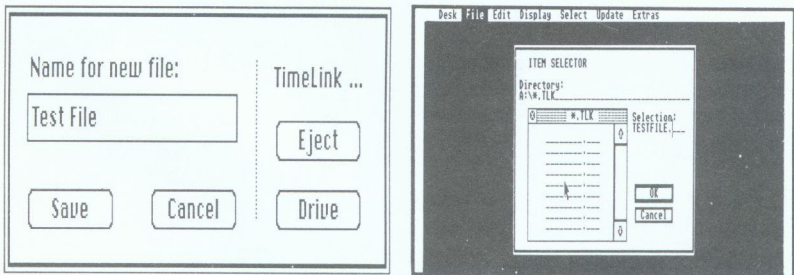 Name for new file:
Test File
TimeLink ...
Eject
Save
Cancel
Drive
Desk File Edit Display Select Update Extras
ITEM SELECTOR
Directory:
A:\*.TLK
*.TLK
Selection:
TESTFILE.
OK
Cancel